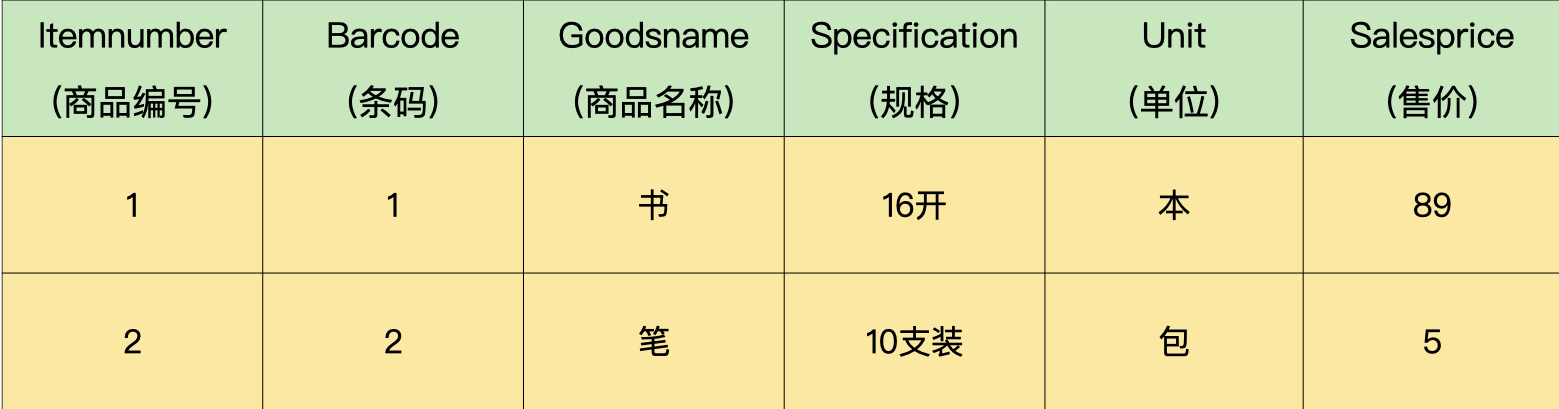 Itemnumber Barcode Goodsname Specification Unit Salesprice
（商品编号） （条码） （商品名称） （规格） （单位） （售价）
1 1 书 16开 本 89
2 2 笔 10支装 包 5